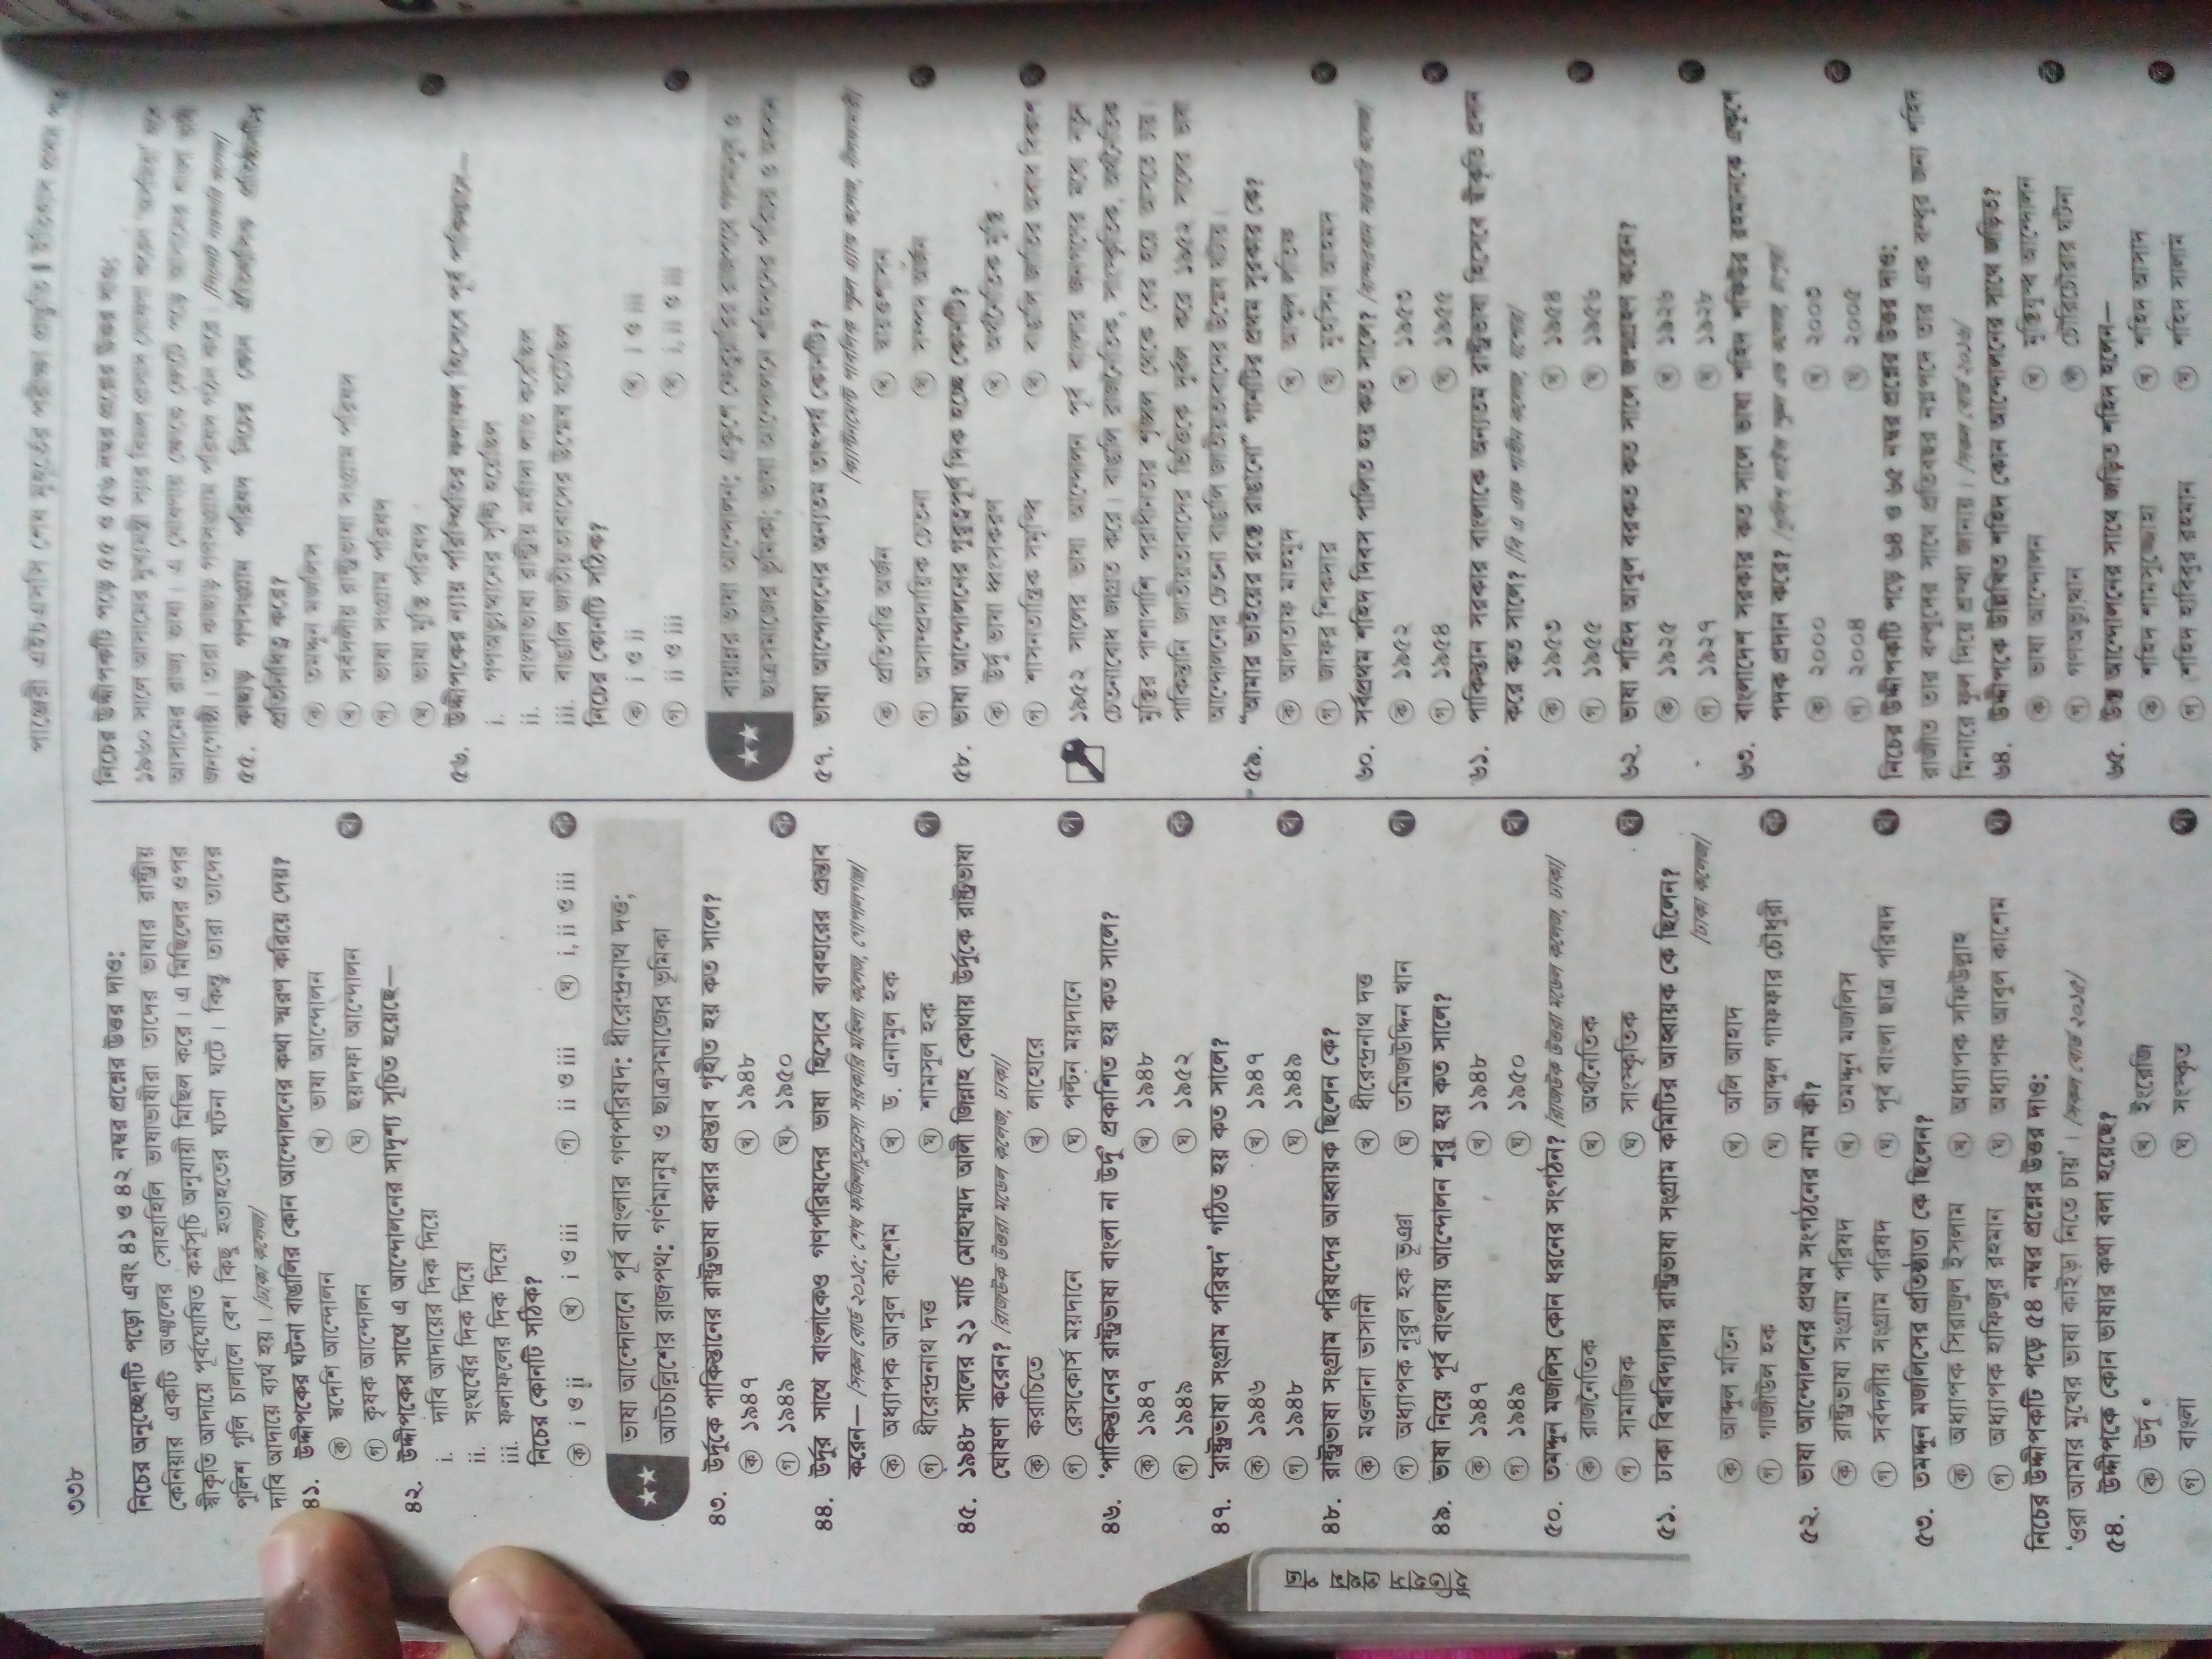 পাঞ্জেরী এইচএসসি শেষ মুহূর্তের পরীক্ষা প্রস্তুতি ইতিহাস প্রথম পত্র
৩৩৮
নিচের অনুচ্ছেদটি পড়ো এবং ৪১ ও ৪২ নম্বর প্রশ্নের উত্তর দাও:
কেনিয়ার একটি অঞ্চলের সোহাহিলি ভাষাভাষীরা তাদের ভাষার রাষ্ট্রীয়
স্বীকৃতি আদায়ে পূর্বঘোষিত কর্মসূচি অনুযায়ী মিছিল করে। এ মিছিলের ওপর
পুলিশ গুলি চালালে বেশ কিছু হতাহতের ঘটনা ঘটে। কিন্তু তারা তাদের
দাবি আদায়ে ব্যর্থ হয়। [ঢাকা কলেজ]
৪১. উদ্দীপকের ঘটনা বাঙালির কোন আন্দোলনের কথা স্মরণ করিয়ে দেয়?
ক স্বদেশি আন্দোলন খ ভাষা আন্দোলন
গ কৃষক আন্দোলন ঘ ছয়দফা আন্দোলন খ
৪২. উদ্দীপকের সাথে এ আন্দোলনের সাদৃশ্য সূচিত হয়েছে—
i. দাবি আদায়ের দিক দিয়ে
ii. সংঘর্ষের দিক দিয়ে
iii. ফলাফলের দিক দিয়ে
নিচের কোনটি সঠিক?
ক i ও ii খ i ও iii গ ii ও iii ঘ i, ii ও iii ক
★★ ভাষা আন্দোলনে পূর্ব বাংলার গণপরিষদ: ধীরেন্দ্রনাথ দত্ত;
আটচল্লিশের রাজপথ: গণমানুষ ও ছাত্রসমাজের ভূমিকা
৪৩. উর্দুকে পাকিস্তানের রাষ্ট্রভাষা করার প্রস্তাব গৃহীত হয় কত সালে?
ক ১৯৪৭ খ ১৯৪৮
গ ১৯৪৯ ঘ ১৯৫০ ক
৪৪. উর্দুর সাথে বাংলাকেও গণপরিষদের ভাষা হিসেবে ব্যবহারের প্রস্তাব
করেন— [সকল বোর্ড ২০১৫; শেখ ফজিলাতুন্নেসা সরকারি মহিলা কলেজ, গোপালগঞ্জ]
ক অধ্যাপক আবুল কাশেম খ ড. এনামুল হক
গ ধীরেন্দ্রনাথ দত্ত ঘ শামসুল হক গ
৪৫. ১৯৪৮ সালের ২১ মার্চ মোহাম্মদ আলী জিন্নাহ কোথায় উর্দুকে রাষ্ট্রভাষা
ঘোষণা করেন? [রাজউক উত্তরা মডেল কলেজ, ঢাকা]
ক করাচিতে খ লাহোরে
গ রেসকোর্স ময়দানে ঘ পল্টন ময়দানে গ
৪৬. ‘পাকিস্তানের রাষ্ট্রভাষা বাংলা না উর্দু’ প্রকাশিত হয় কত সালে?
ক ১৯৪৭ খ ১৯৪৮
গ ১৯৪৯ ঘ ১৯৫২ ক
৪৭. ‘রাষ্ট্রভাষা সংগ্রাম পরিষদ’ গঠিত হয় কত সালে?
ক ১৯৪৬ খ ১৯৪৭
গ ১৯৪৮ ঘ ১৯৪৯ খ
৪৮. রাষ্ট্রভাষা সংগ্রাম পরিষদের আহ্বায়ক ছিলেন কে?
ক মওলানা ভাসানী খ ধীরেন্দ্রনাথ দত্ত
গ অধ্যাপক নূরুল হক ভূঞা ঘ তমিজউদ্দিন খান গ
৪৯. ভাষা নিয়ে পূর্ব বাংলায় আন্দোলন শুরু হয় কত সালে?
ক ১৯৪৭ খ ১৯৪৮
গ ১৯৪৯ ঘ ১৯৫০ খ
৫০. তমদ্দুন মজলিস কোন ধরনের সংগঠন? [রাজউক উত্তরা মডেল কলেজ, ঢাকা]
ক রাজনৈতিক খ অর্থনৈতিক
গ সামাজিক ঘ সাংস্কৃতিক ঘ
৫১. ঢাকা বিশ্ববিদ্যালয় রাষ্ট্রভাষা সংগ্রাম কমিটির আহ্বায়ক কে ছিলেন?
[ঢাকা কলেজ]
ক আব্দুল মতিন খ অলি আহাদ
গ গাজীউল হক ঘ আব্দুল গাফফার চৌধুরী ক
৫২. ভাষা আন্দোলনের প্রথম সংগঠনের নাম কী?
ক রাষ্ট্রভাষা সংগ্রাম পরিষদ খ তমদ্দুন মজলিস
গ সর্বদলীয় সংগ্রাম পরিষদ ঘ পূর্ব বাংলা ছাত্র পরিষদ খ
৫৩. তমদ্দুন মজলিসের প্রতিষ্ঠাতা কে ছিলেন?
ক অধ্যাপক সিরাজুল ইসলাম খ অধ্যাপক সফিউল্লাহ
গ অধ্যাপক হাফিজুর রহমান ঘ অধ্যাপক আবুল কাশেম ঘ
নিচের উদ্দীপকটি পড়ে ৫৪ নম্বর প্রশ্নের উত্তর দাও:
‘ওরা আমার মুখের ভাষা কাইড়া নিতে চায়’। [সকল বোর্ড ২০১৫]
৫৪. উদ্দীপকে কোন ভাষার কথা বলা হয়েছে?
ক উর্দু খ ইংরেজি
গ বাংলা ঘ সংস্কৃত গ
ইতিহাস প্রথম পত্র
নিচের উদ্দীপকটি পড়ে ৫৫ ও ৫৬ নম্বর প্রশ্নের উত্তর দাও:
১৯৬০ সালে আসামের মুখ্যমন্ত্রী স্যার বিমল প্রসাদ ঘোষণা করেন ‘অসমিয়া’ হবে
আসামের রাজ্য ভাষা। এ ঘোষণায় ক্ষোভে ফেটে পড়ে আসামের বাংলা ভাষী
জনগোষ্ঠী। তারা কাছাড় গণসংগ্রাম পরিষদ গঠন করে। [সিলেট সরকারি কলেজ]
৫৫. কাছাড় গণসংগ্রাম পরিষদ নিচের কোন ঐতিহাসিক প্রতিষ্ঠানটির
প্রতিনিধিত্ব করে?
ক তমদ্দুন মজলিস
খ সর্বদলীয় রাষ্ট্রভাষা সংগ্রাম পরিষদ
গ ভাষা সংগ্রাম পরিষদ
ঘ ভাষা মুক্তি পরিষদ
৫৬. উদ্দীপকের ন্যায় পরিস্থিতির ফলাফল হিসেবে পূর্ব পাকিস্তানে—
i. গণঅভ্যুত্থানের সৃষ্টি হয়েছিল
ii. বাংলাভাষা রাষ্ট্রীয় মর্যাদা লাভ করেছিল
iii. বাঙালি জাতীয়তাবাদের উন্মেষ ঘটেছিল
নিচের কোনটি সঠিক?
ক i ও ii খ i ও iii
গ ii ও iii ঘ i, ii ও iii
★★ বায়ান্নর ভাষা আন্দোলন; একুশে ফেব্রুয়ারির রাজপথে গণমানুষ ও
ছাত্রসমাজের ভূমিকা; ভাষা আন্দোলনে শহিদদের পরিচয় ও অবদান
৫৭. ভাষা আন্দোলনের অন্যতম তাৎপর্য কোনটি?
[ক্যান্টনমেন্ট পাবলিক স্কুল এ্যান্ড কলেজ, নীলফামারী]
ক প্রতিপত্তি অর্জন খ স্বায়ত্তশাসন
গ অসাম্প্রদায়িক চেতনা ঘ সম্পদ অর্জন
৫৮. ভাষা আন্দোলনের গুরুত্বপূর্ণ দিক হচ্ছে কোনটি?
ক উর্দু ভাষা ধ্বংসকরণ খ অর্থনৈতিক মুক্তি
গ শাসনতান্ত্রিক সমৃদ্ধি ঘ বাঙালি জাতির অবাধ বিকাশ
১৯৫২ সালের ভাষা আন্দোলন পূর্ব বাংলার জনগণের মধ্যে নতুন
চেতনাবোধ জাগ্রত করে। বাঙালি রাজনৈতিক, সাংস্কৃতিক, অর্থনৈতিক
মুক্তির পাশাপাশি পরাধীনতার শৃঙ্খল থেকে বের হয়ে আসতে চায়।
পাকিস্তানি জাতীয়তাবাদের ভিত্তিকে দুর্বল করে ১৯৫২ সালের ভাষা
আন্দোলনের চেতনা বাঙালি জাতীয়তাবাদের উন্মেষ ঘটায়।
৫৯. “আমার ভাইয়ের রক্তে রাঙানো” গানটির প্রথম সুরকার কে?
ক আলতাফ মাহমুদ খ আব্দুল লতিফ
গ জাফর শিকদার ঘ মুহসিন আহমদ
৬০. সর্বপ্রথম শহিদ দিবস পালিত হয় কত সালে? [বান্দরবান সরকারি কলেজ]
ক ১৯৫২ খ ১৯৫৩
গ ১৯৫৪ ঘ ১৯৫৫
৬১. পাকিস্তান সরকার বাংলাকে অন্যতম রাষ্ট্রভাষা হিসেবে স্বীকৃতি প্রদান
করে কত সালে? [বি এ এফ শাহীন কলেজ, যশোর]
ক ১৯৫৩ খ ১৯৫৪
গ ১৯৫৫ ঘ ১৯৫৬
৬২. ভাষা শহিদ আবুল বরকত কত সালে জন্মগ্রহণ করেন?
ক ১৯২৫ খ ১৯২৬
গ ১৯২৭ ঘ ১৯২৮
৬৩. বাংলাদেশ সরকার কত সালে ভাষা শহিদ শফিউর রহমানকে একুশে
পদক প্রদান করে? [পুলিশ লাইন্স স্কুল এন্ড কলেজ, রংপুর]
ক ২০০০ খ ২০০৩
গ ২০০৪ ঘ ২০০৫
নিচের উদ্দীপকটি পড়ে ৬৪ ও ৬৫ নম্বর প্রশ্নের উত্তর দাও:
রাজীত তার বন্ধুদের সাথে প্রতিবছর নগ্নপদে তার এক বন্ধুর জন্য শহিদ
মিনারে ফুল দিয়ে শ্রদ্ধা জানায়। [সকল বোর্ড ২০১৬]
৬৪. উদ্দীপকে উল্লিখিত শহিদ কোন আন্দোলনের সাথে জড়িত?
ক ভাষা আন্দোলন খ মুক্তিযুদ্ধ আন্দোলন
গ গণঅভ্যুত্থান ঘ চৌরিচৌরার ঘটনা
৬৫. উক্ত আন্দোলনের সাথে জড়িত শহিদ হলেন—
ক শহিদ শামসুজ্জোহা খ শহিদ আসাদ
গ শহিদ হাবিবুর রহমান ঘ শহিদ সালাম